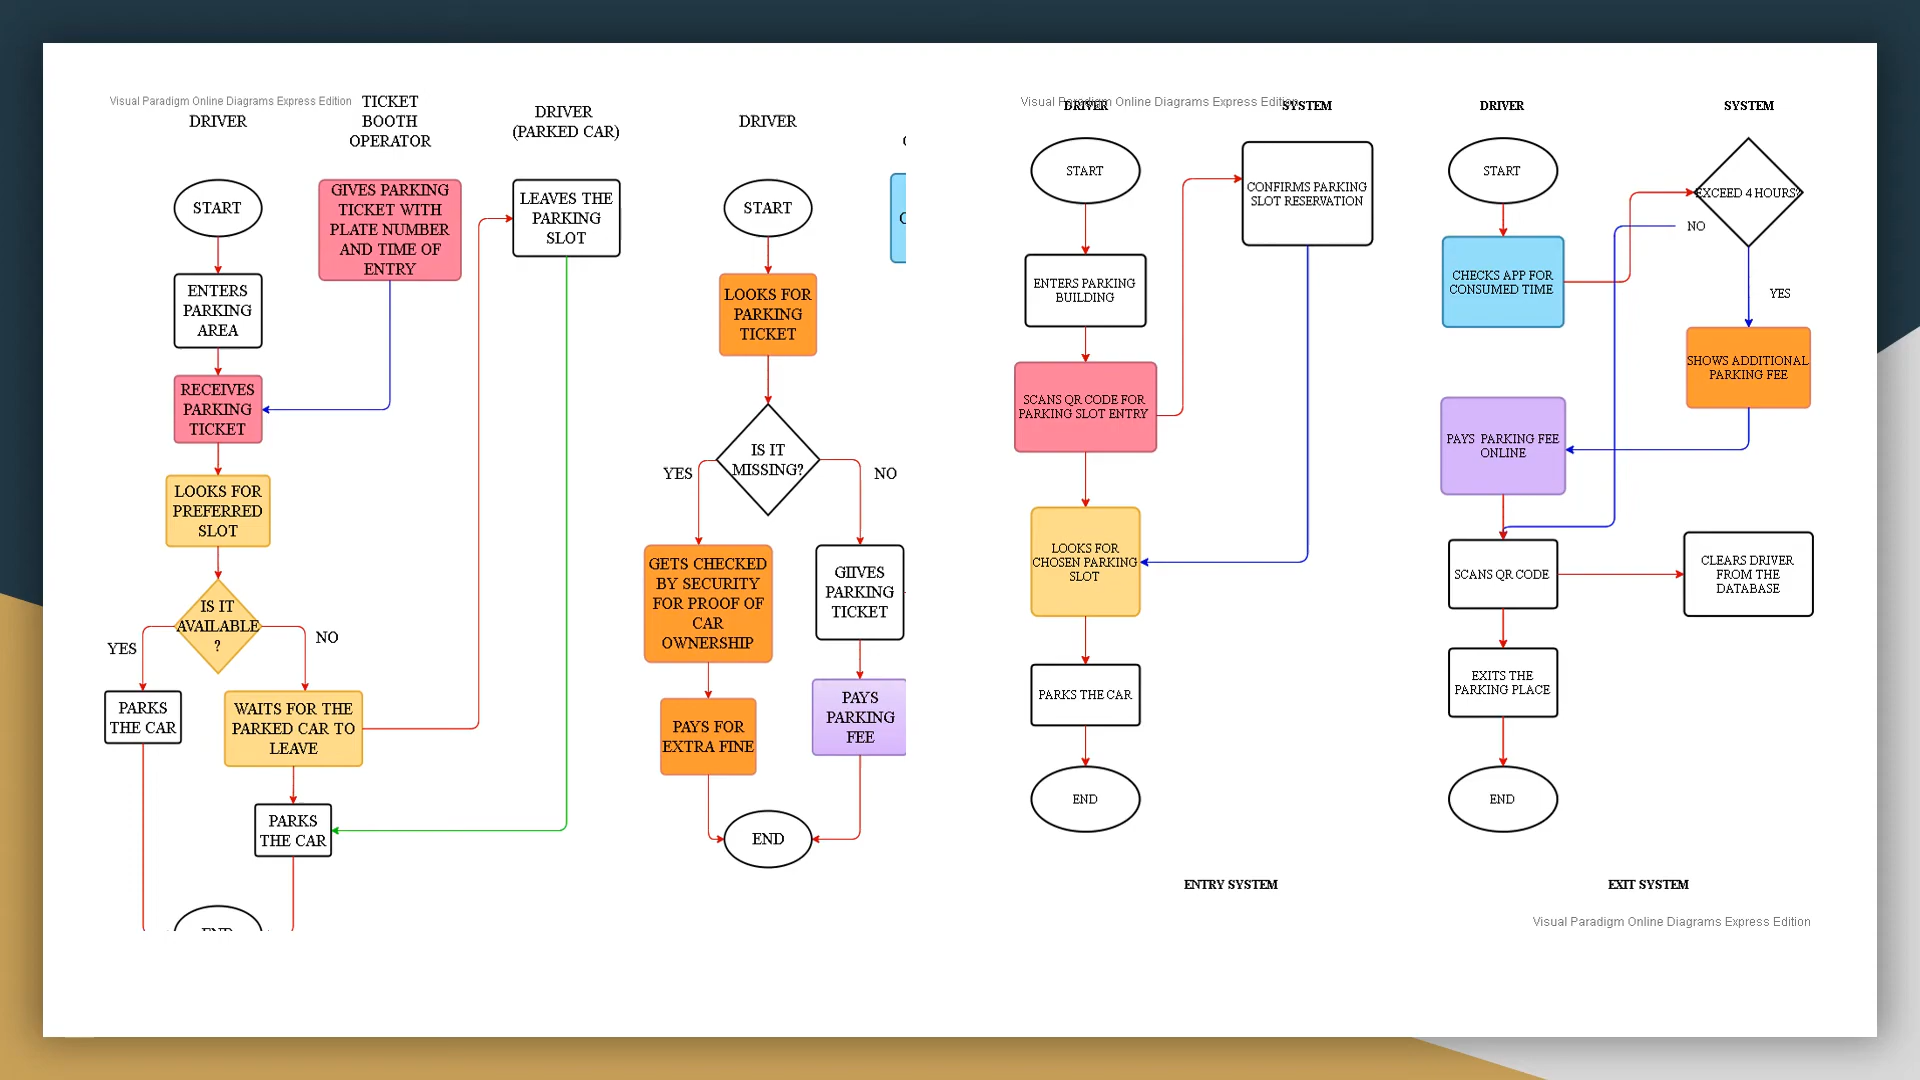 Visual Paradigm Online Diagrams Express Edition
DRIVER
TICKET
BOOTH
OPERATOR
DRIVER
(PARKED CAR)
START
ENTERS
PARKING
AREA
RECEIVES
PARKING
TICKET
LOOKS FOR
PREFERRED
SLOT
IS IT
AVAILABLE
?
YES
NO
PARKS
THE CAR
WAITS FOR THE
PARKED CAR TO
LEAVE
PARKS
THE CAR
END
GIVES PARKING
TICKET WITH
PLATE NUMBER
AND TIME OF
ENTRY
LEAVES THE
PARKING
SLOT
DRIVER
START
LOOKS FOR
PARKING
TICKET
IS IT
MISSING?
YES
NO
GETS CHECKED
BY SECURITY
FOR PROOF OF
CAR
OWNERSHIP
PAYS FOR
EXTRA FINE
GIIVES
PARKING
TICKET
PAYS
PARKING
FEE
END
Visual Paradigm Online Diagrams Express Edition
DRIVER
SYSTEM
START
ENTERS PARKING
BUILDING
SCANS QR CODE FOR
PARKING SLOT ENTRY
LOOKS FOR
CHOSEN PARKING
SLOT
PARKS THE CAR
END
CONFIRMS PARKING
SLOT RESERVATION
ENTRY SYSTEM
DRIVER
SYSTEM
START
CHECKS APP FOR
CONSUMED TIME
EXCEED 4 HOURS?
NO
YES
SHOWS ADDITIONAL
PARKING FEE
PAYS PARKING FEE
ONLINE
SCANS QR CODE
CLEARS DRIVER
FROM THE
DATABASE
EXITS THE
PARKING PLACE
END
EXIT SYSTEM
Visual Paradigm Online Diagrams Express Edition